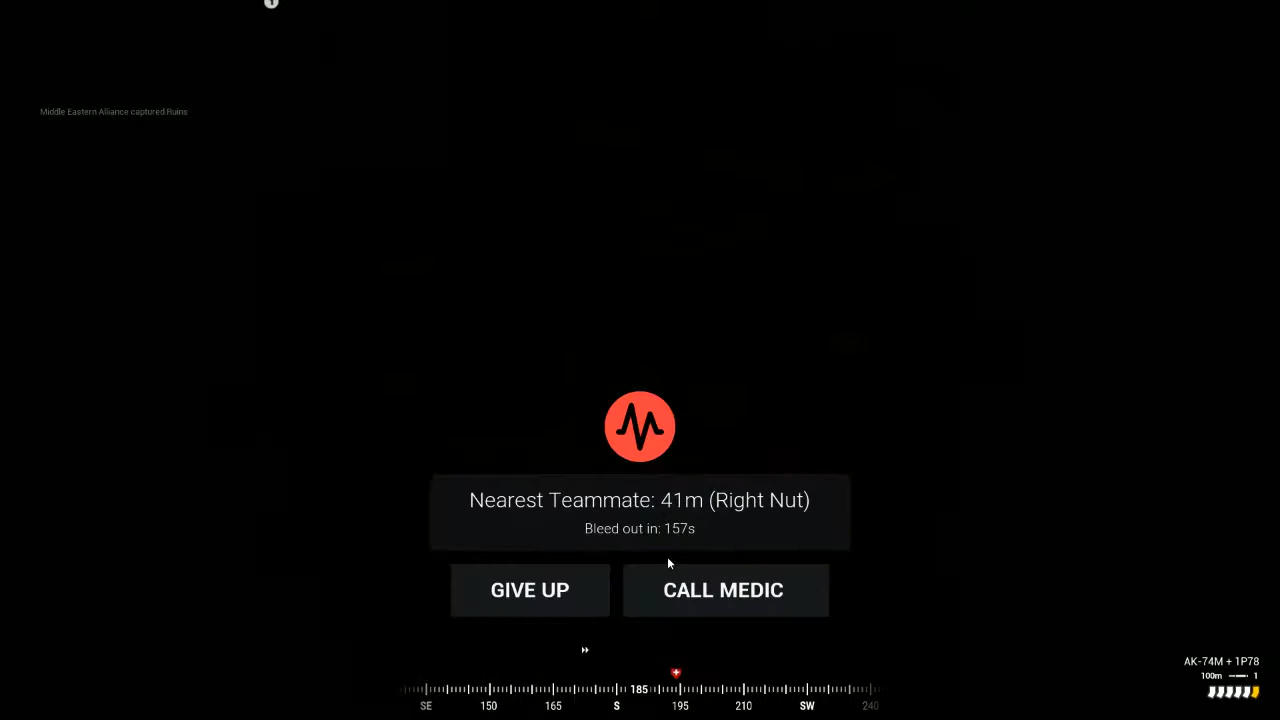 Middle Eastern Alliance captured Ruins
Nearest Teammate: 41m (Right Nut)
Bleed out in: 157s
GIVE UP
CALL MEDIC
185
SE 150 165 S 195 210 SW 240
AK-74M + 1P78
100m 1